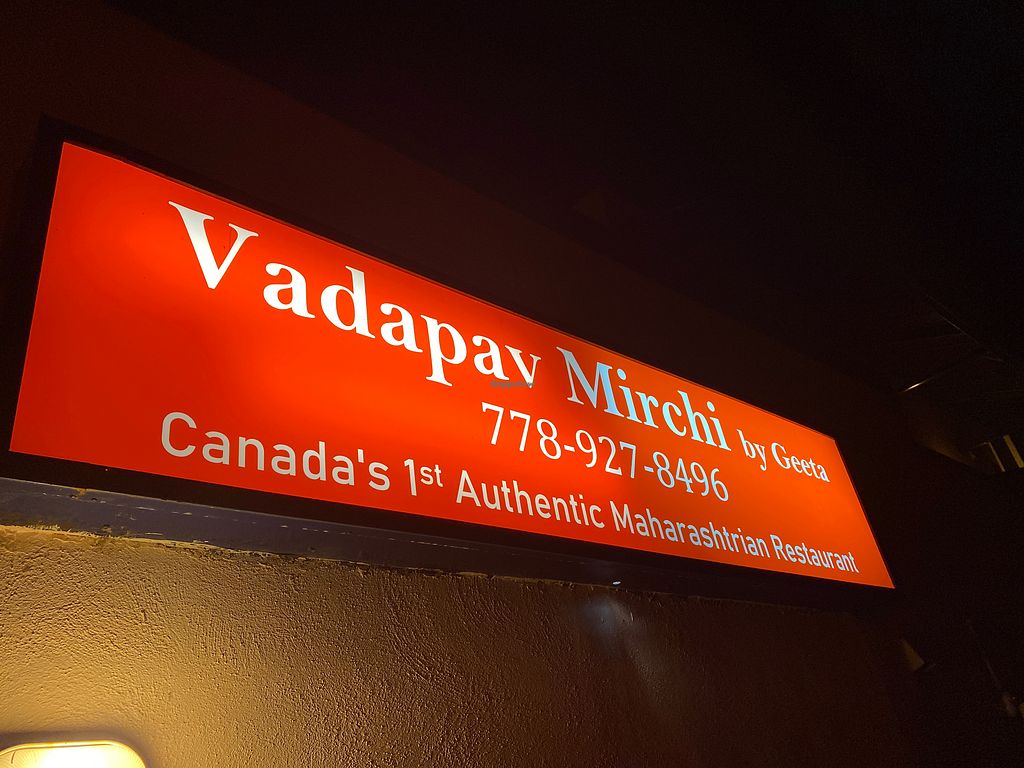 Vadapav Mirchi by Geeta
778-927-8496
Canada's 1st Authentic Maharashtrian Restaurant